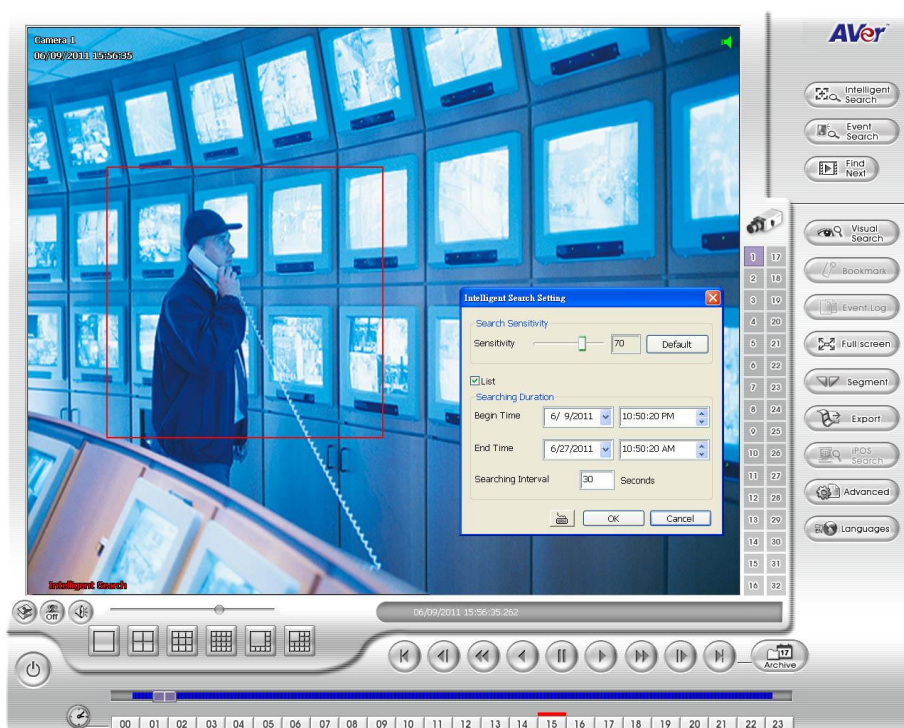 Camera 1
06/09/2011 15:56:35
AVer
Intelligent
Search
Event
Search
Find
Next
Visual
Search
Bookmark
Event Log
Full screen
Segment
Export
iPOS
Search
Advanced
Languages
1 17
2 18
3 19
4 20
5 21
6 22
7 23
8 24
9 25
10 26
11 27
12 28
13 29
14 30
15 31
16 32
Intelligent Search Setting
Search Sensitivity
Sensitivity 70 Default
List
Searching Duration
Begin Time 6/ 9/2011 10:50:20 PM
End Time 6/27/2011 10:50:20 AM
Searching Interval 30 Seconds
OK Cancel
Intelligent Search
Off
06/09/2011 15:56:35.262
17
Archive
00 01 02 03 04 05 06 07 08 09 10 11 12 13 14 15 16 17 18 19 20 21 22 23